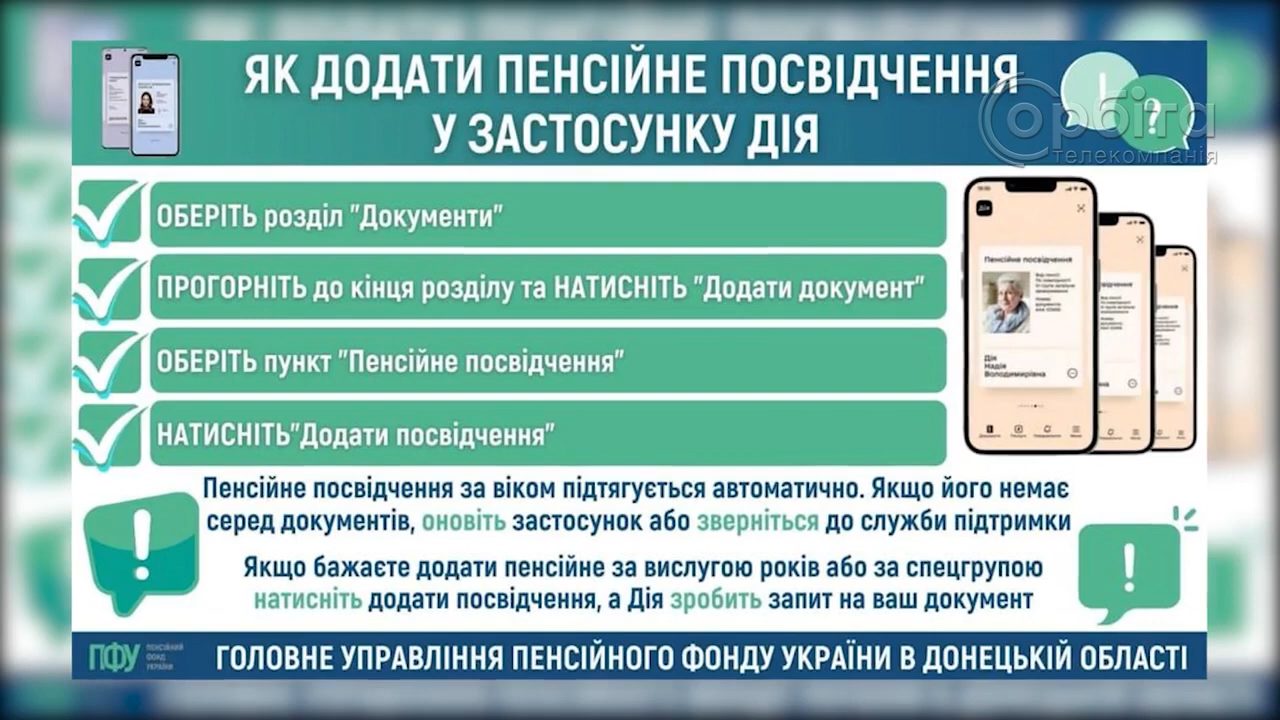 ЯК ДОДАТИ ПЕНСІЙНЕ ПОСВІДЧЕННЯ
У ЗАСТОСУНКУ ДІЯ
Орбіта
телекомпанія
ОБЕРІТЬ розділ "Документи"
ПРОГОРНІТЬ до кінця розділу та НАТИСНІТЬ "Додати документ"
ОБЕРІТЬ пункт "Пенсійне посвідчення"
НАТИСНІТЬ"Додати посвідчення"
Дія
Пенсійне посвідчення
Дія
Надія
Володимирівна
Пенсійне посвідчення за віком підтягується автоматично. Якщо його немає
серед документів, оновіть застосунок або зверніться до служби підтримки
Якщо бажаєте додати пенсійне за вислугою років або за спецгрупою
натисніть додати посвідчення, а Дія зробить запит на ваш документ
ПФУ
ПЕНСІЙНИЙ
ФОНД
УКРАЇНИ
ГОЛОВНЕ УПРАВЛІННЯ ПЕНСІЙНОГО ФОНДУ УКРАЇНИ В ДОНЕЦЬКІЙ ОБЛАСТІ